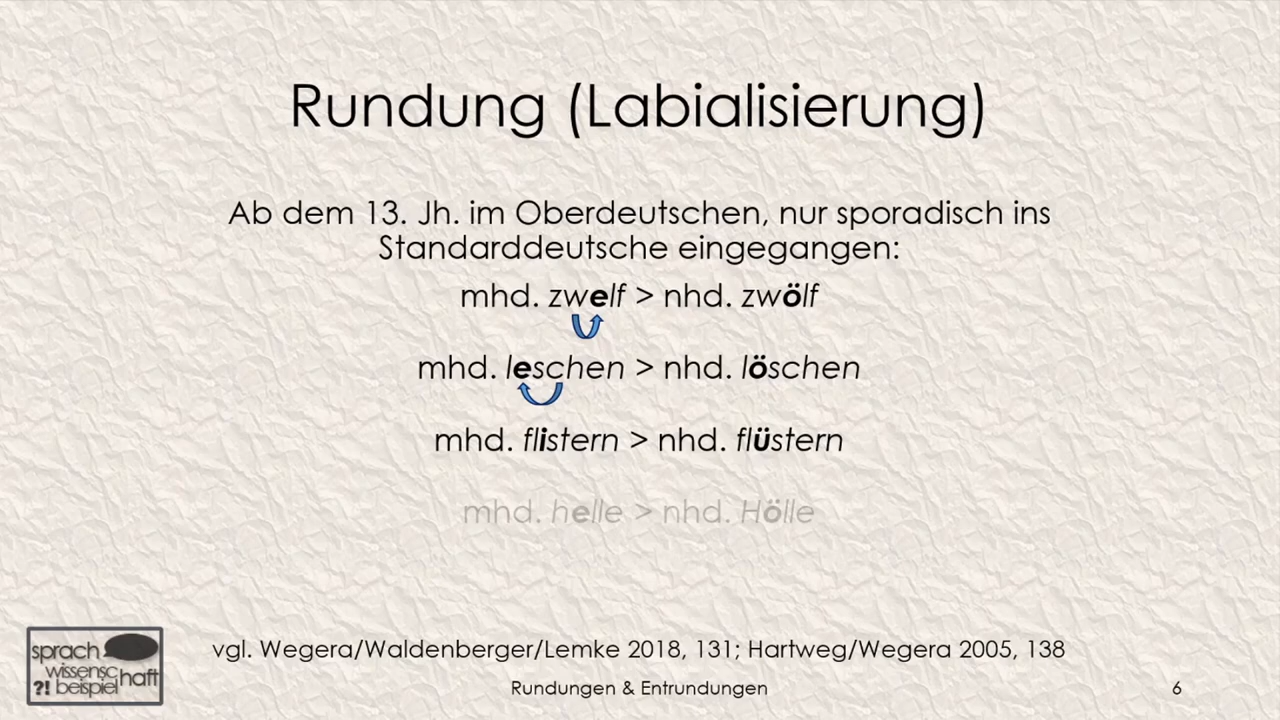 Rundung (Labialisierung)
Ab dem 13. Jh. im Oberdeutschen, nur sporadisch ins
Standarddeutsche eingegangen:
mhd. zwelf > nhd. zwölf
mhd. leschen > nhd. löschen
mhd. flistern > nhd. flüstern
mhd. helle > nhd. Hölle
vgl. Wegera/Waldenberger/Lemke 2018, 131; Hartweg/Wegera 2005, 138
sprach
wissensc haft
?! beispiel
Rundungen & Entrundungen
6